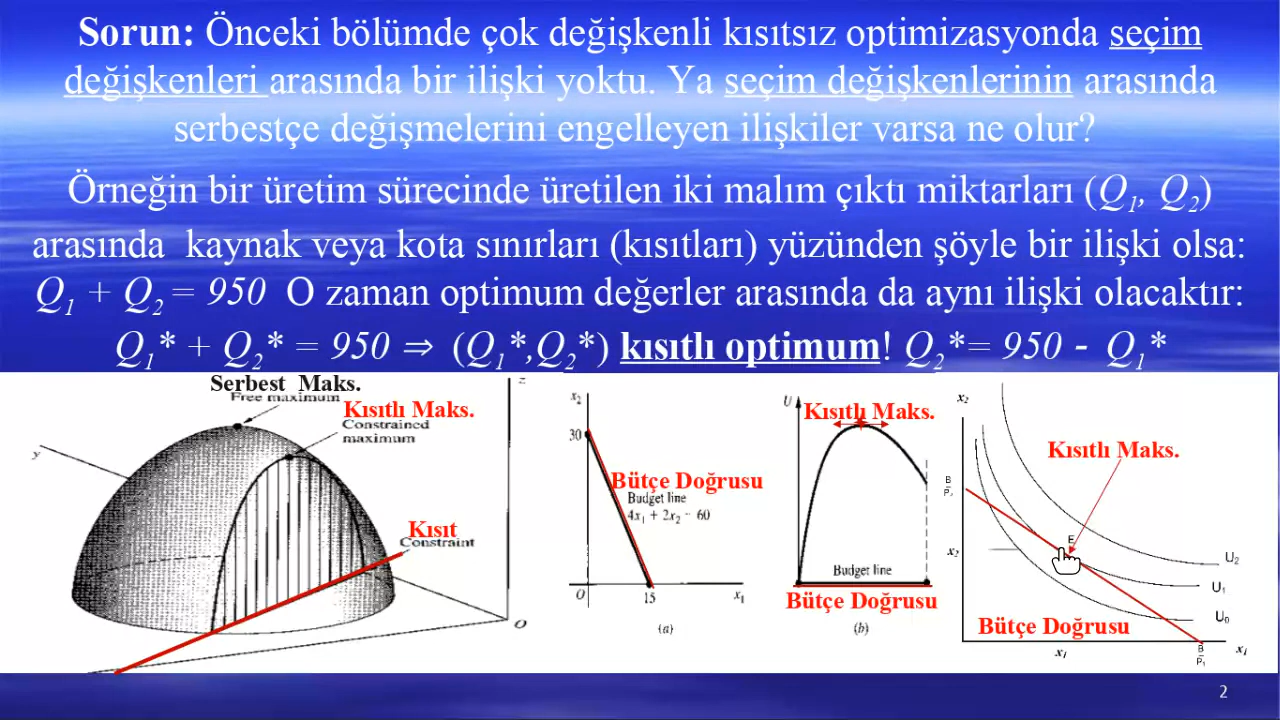 Sorun: Önceki bölümde çok değişkenli kısıtsız optimizasyonda seçim
değişkenleri arasında bir ilişki yoktu. Ya seçim değişkenlerinin arasında
serbestçe değişmelerini engelleyen ilişkiler varsa ne olur?
Örneğin bir üretim sürecinde üretilen iki malım çıktı miktarları (Q1, Q2)
arasında kaynak veya kota sınırları (kısıtları) yüzünden şöyle bir ilişki olsa:
Q1 + Q2 = 950 O zaman optimum değerler arasında da aynı ilişki olacaktır:
Q1* + Q2* = 950 ⇒ (Q1*,Q2*) kısıtlı optimum! Q2*= 950 - Q1*
Serbest Maks.
Free maximum
Kısıtlı Maks.
Constrained
maximum
z
y
Kısıt
Constraint
O
x2
30
Bütçe Doğrusu
Budget line
4x1 + 2x2 = 60
O
15
x1
(a)
U
Kısıtlı Maks.
Budget line
Bütçe Doğrusu
(b)
x2
Kısıtlı Maks.
B
P2
E
x2
U2
U1
U0
Bütçe Doğrusu
x1
B
P1
x1
2